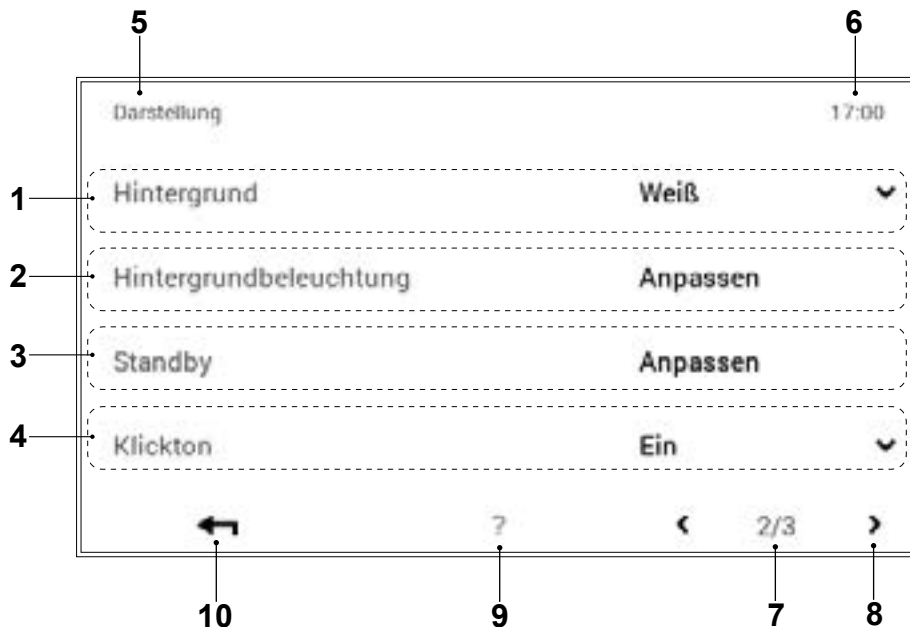 5 6
Darstellung 17:00
1 Hintergrund Weiß
2 Hintergrundbeleuchtung Anpassen
3 Standby Anpassen
4 Klickton Ein
? < 2/3 >
10 9 7 8